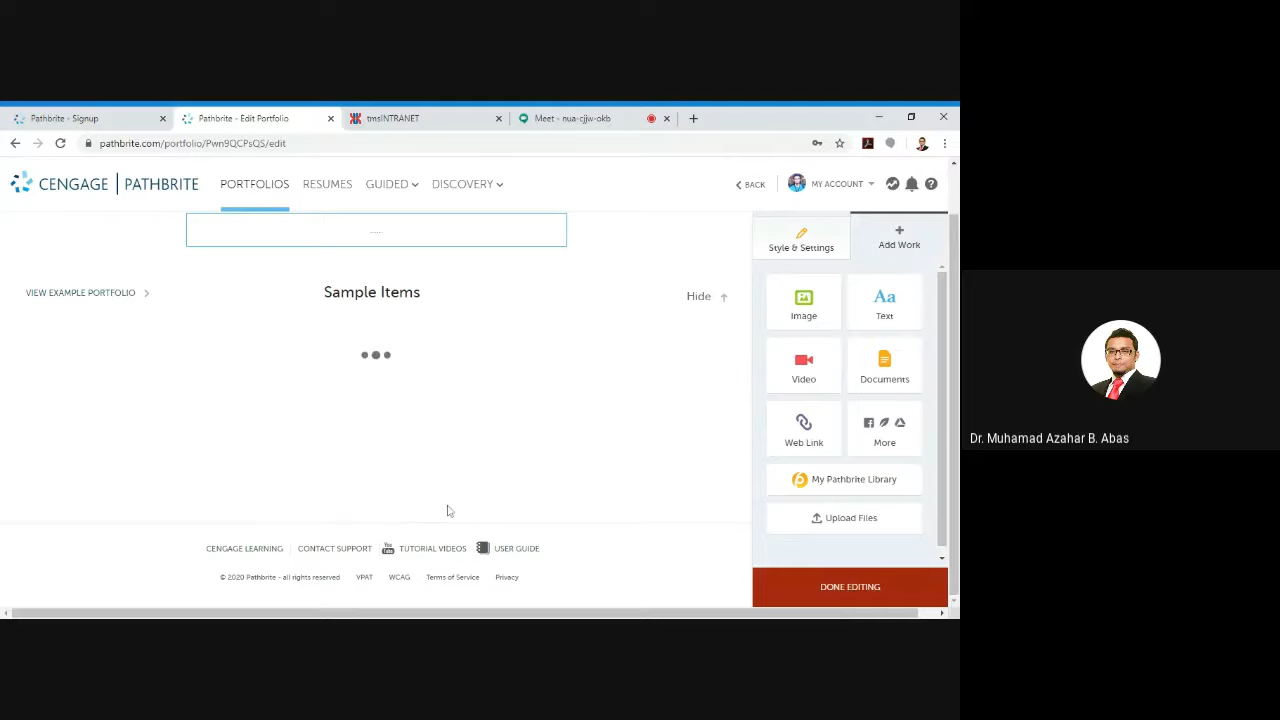 Pathbrite - Signup
Pathbrite - Edit Portfolio
tmsINTRANET
Meet - nua-cjjw-okb
pathbrite.com/portfolio/Pwn9QCPsQS/edit
CENGAGE PATHBRITE
PORTFOLIOS
RESUMES
GUIDED
DISCOVERY
BACK
MY ACCOUNT
......
Style & Settings
Add Work
VIEW EXAMPLE PORTFOLIO
Sample Items
Hide
Image
Aa
Text
Video
Documents
Web Link
More
My Pathbrite Library
Upload Files
DONE EDITING
CENGAGE LEARNING
CONTACT SUPPORT
You Tube
TUTORIAL VIDEOS
USER GUIDE
© 2020 Pathbrite - all rights reserved
VPAT
WCAG
Terms of Service
Privacy
Dr. Muhamad Azahar B. Abas